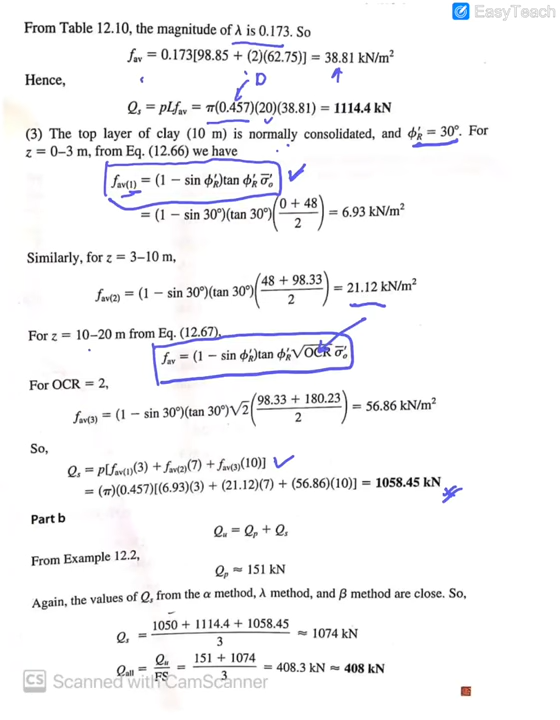 EasyTeach
From Table 12.10, the magnitude of λ is 0.173. So
f_av = 0.173[98.85 + (2)(62.75)] = 38.81 kN/m²
Hence,
D
Q_s = pLf_av = π(0.457)(20)(38.81) = 1114.4 kN
(3) The top layer of clay (10 m) is normally consolidated, and ϕ′_R = 30°. For
z = 0–3 m, from Eq. (12.66) we have
f_av(1) = (1 − sin ϕ′_R)tan ϕ′_R σ̄′_o
= (1 − sin 30°)(tan 30°)((0 + 48)/2) = 6.93 kN/m²
Similarly, for z = 3–10 m,
f_av(2) = (1 − sin 30°)(tan 30°)((48 + 98.33)/2) = 21.12 kN/m²
For z = 10–20 m from Eq. (12.67),
f_av = (1 − sin ϕ′_R)tan ϕ′_R √OCR σ̄′_o
For OCR = 2,
f_av(3) = (1 − sin 30°)(tan 30°)√2((98.33 + 180.23)/2) = 56.86 kN/m²
So,
Q_s = p[f_av(1)(3) + f_av(2)(7) + f_av(3)(10)]
= (π)(0.457)[(6.93)(3) + (21.12)(7) + (56.86)(10)] = 1058.45 kN
Part b
Q_u = Q_p + Q_s
From Example 12.2,
Q_p ≈ 151 kN
Again, the values of Q_s from the α method, λ method, and β method are close. So,
Q_s = (1050 + 1114.4 + 1058.45)/3 ≈ 1074 kN
Q_all = Q_u/FS = (151 + 1074)/3 = 408.3 kN ≈ 408 kN
CS Scanned with CamScanner